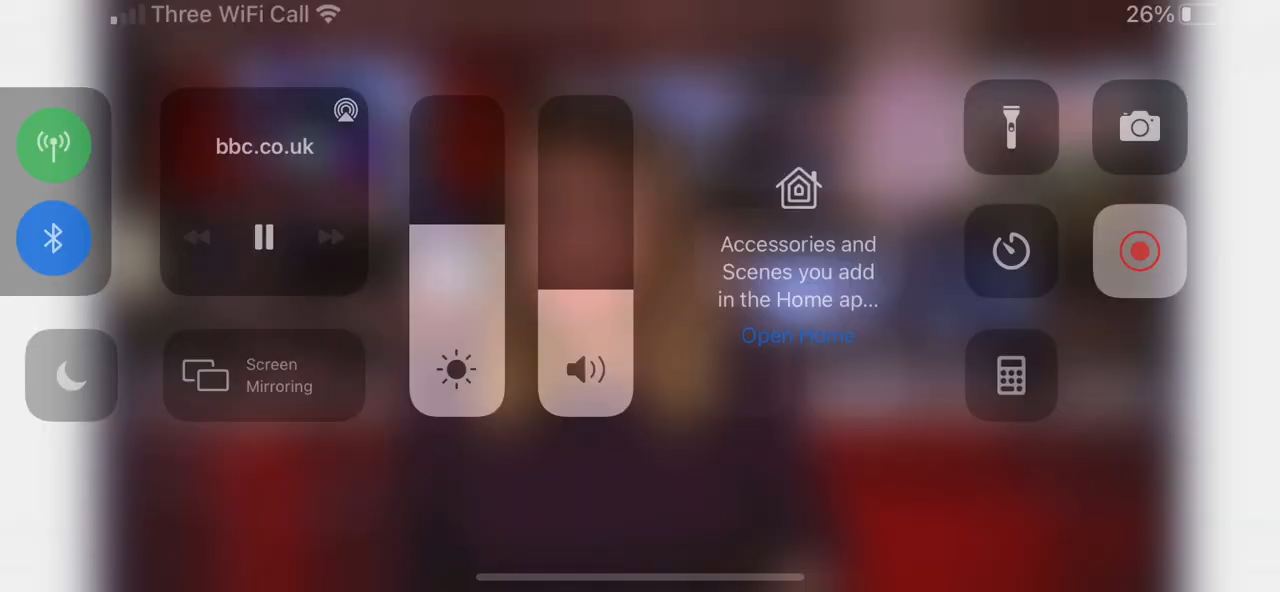 Three WiFi Call
26%
bbc.co.uk
Accessories and
Scenes you add
in the Home ap...
Open Home
Screen
Mirroring